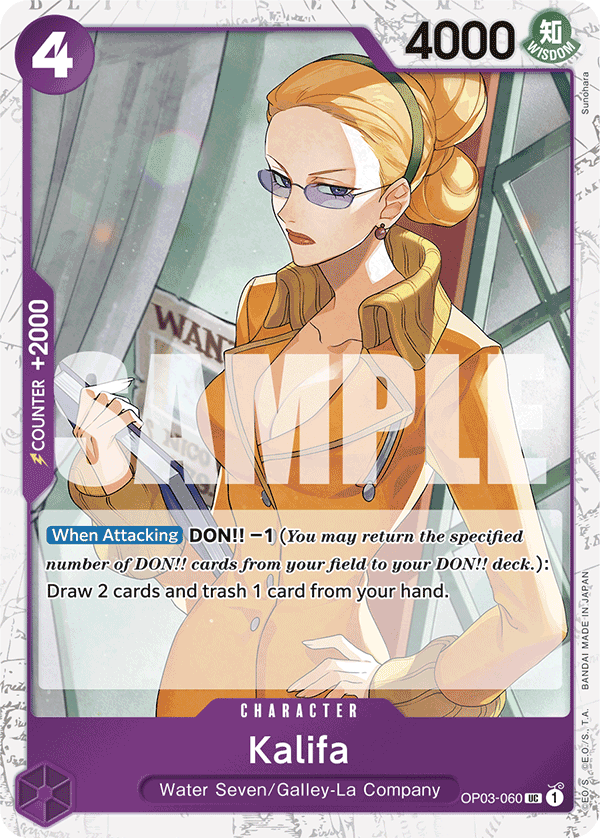 4
4000
知
WISDOM
Sunohara
COUNTER +2000
WAN
SAMPLE
When Attacking DON!! −1 (You may return the specified
number of DON!! cards from your field to your DON!! deck.):
Draw 2 cards and trash 1 card from your hand.
BANDAI MADE IN JAPAN
CHARACTER
Kalifa
Water Seven/Galley-La Company
OP03-060 UC 1